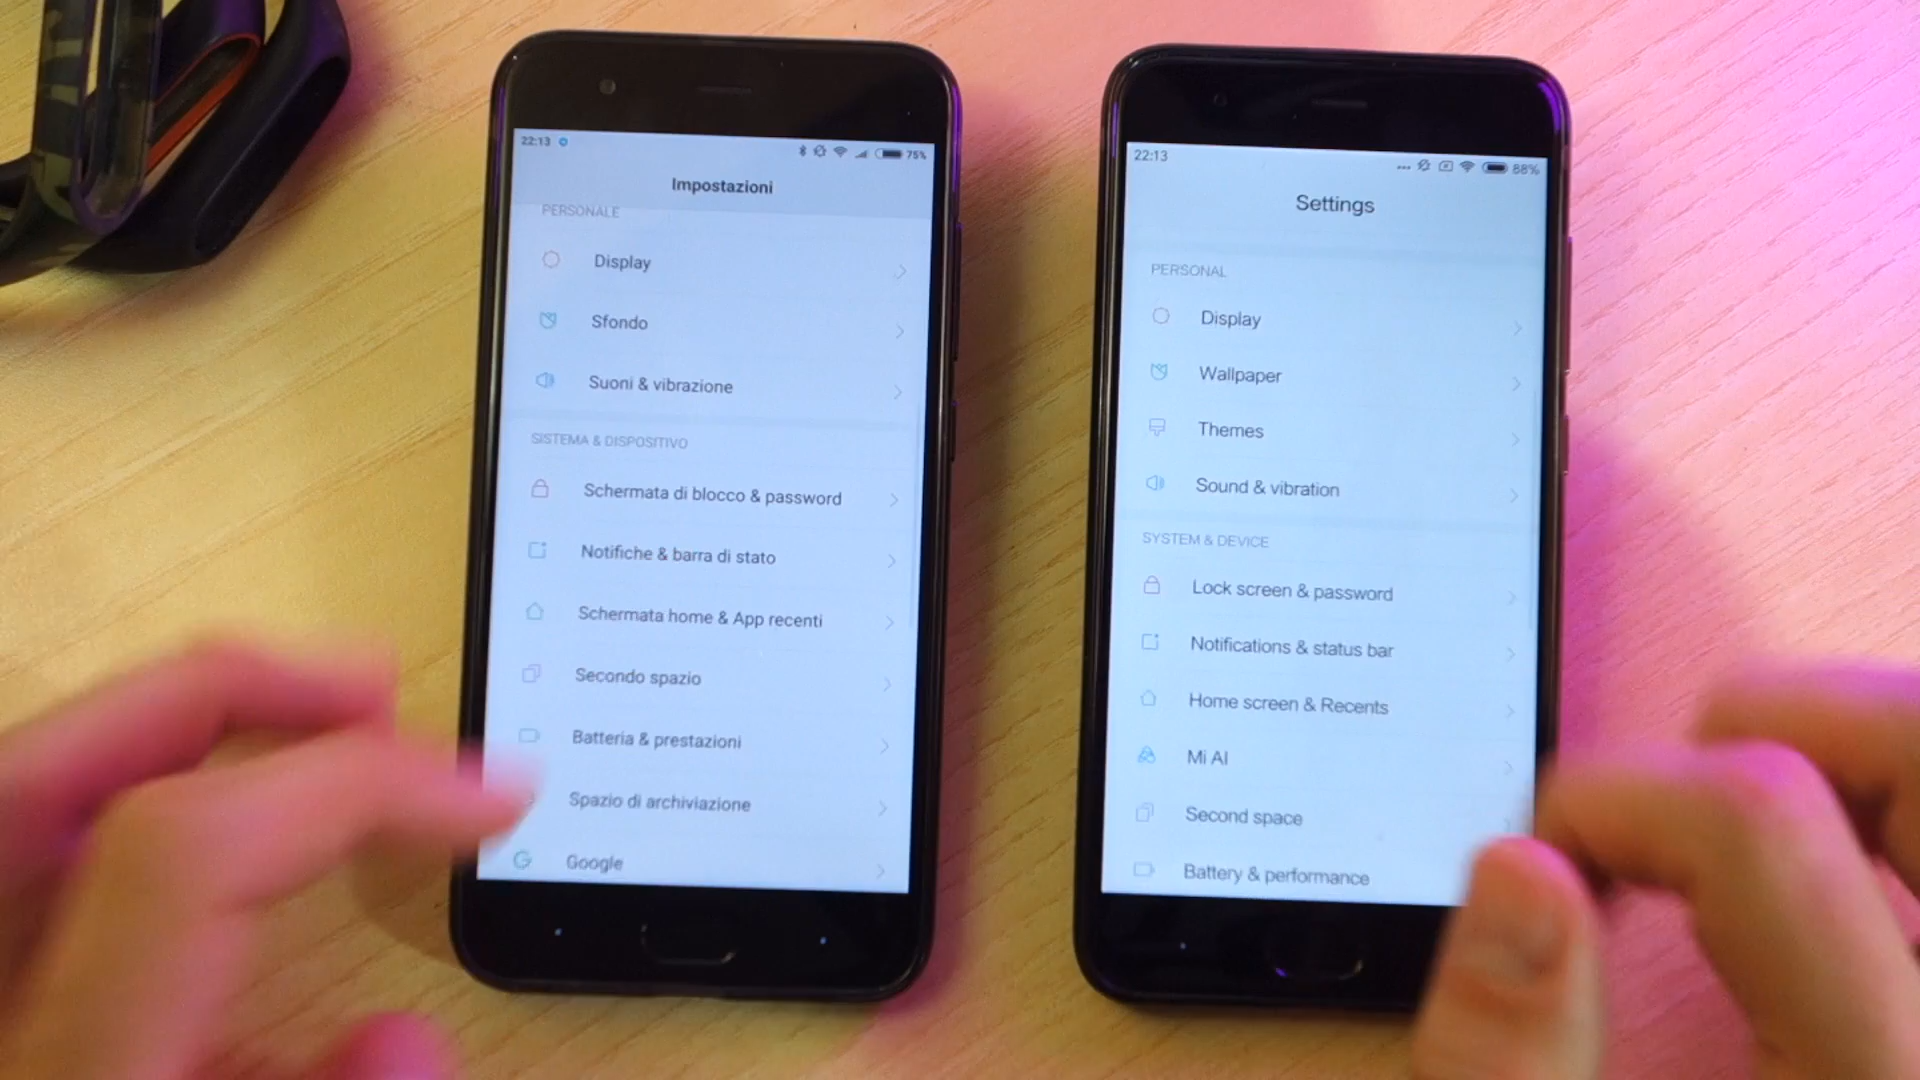 22:13
75%
Impostazioni
PERSONALE
Display
Sfondo
Suoni & vibrazione
SISTEMA & DISPOSITIVO
Schermata di blocco & password
Notifiche & barra di stato
Schermata home & App recenti
Secondo spazio
Batteria & prestazioni
Spazio di archiviazione
Google
22:13
88%
Settings
PERSONAL
Display
Wallpaper
Themes
Sound & vibration
SYSTEM & DEVICE
Lock screen & password
Notifications & status bar
Home screen & Recents
Mi AI
Second space
Battery & performance